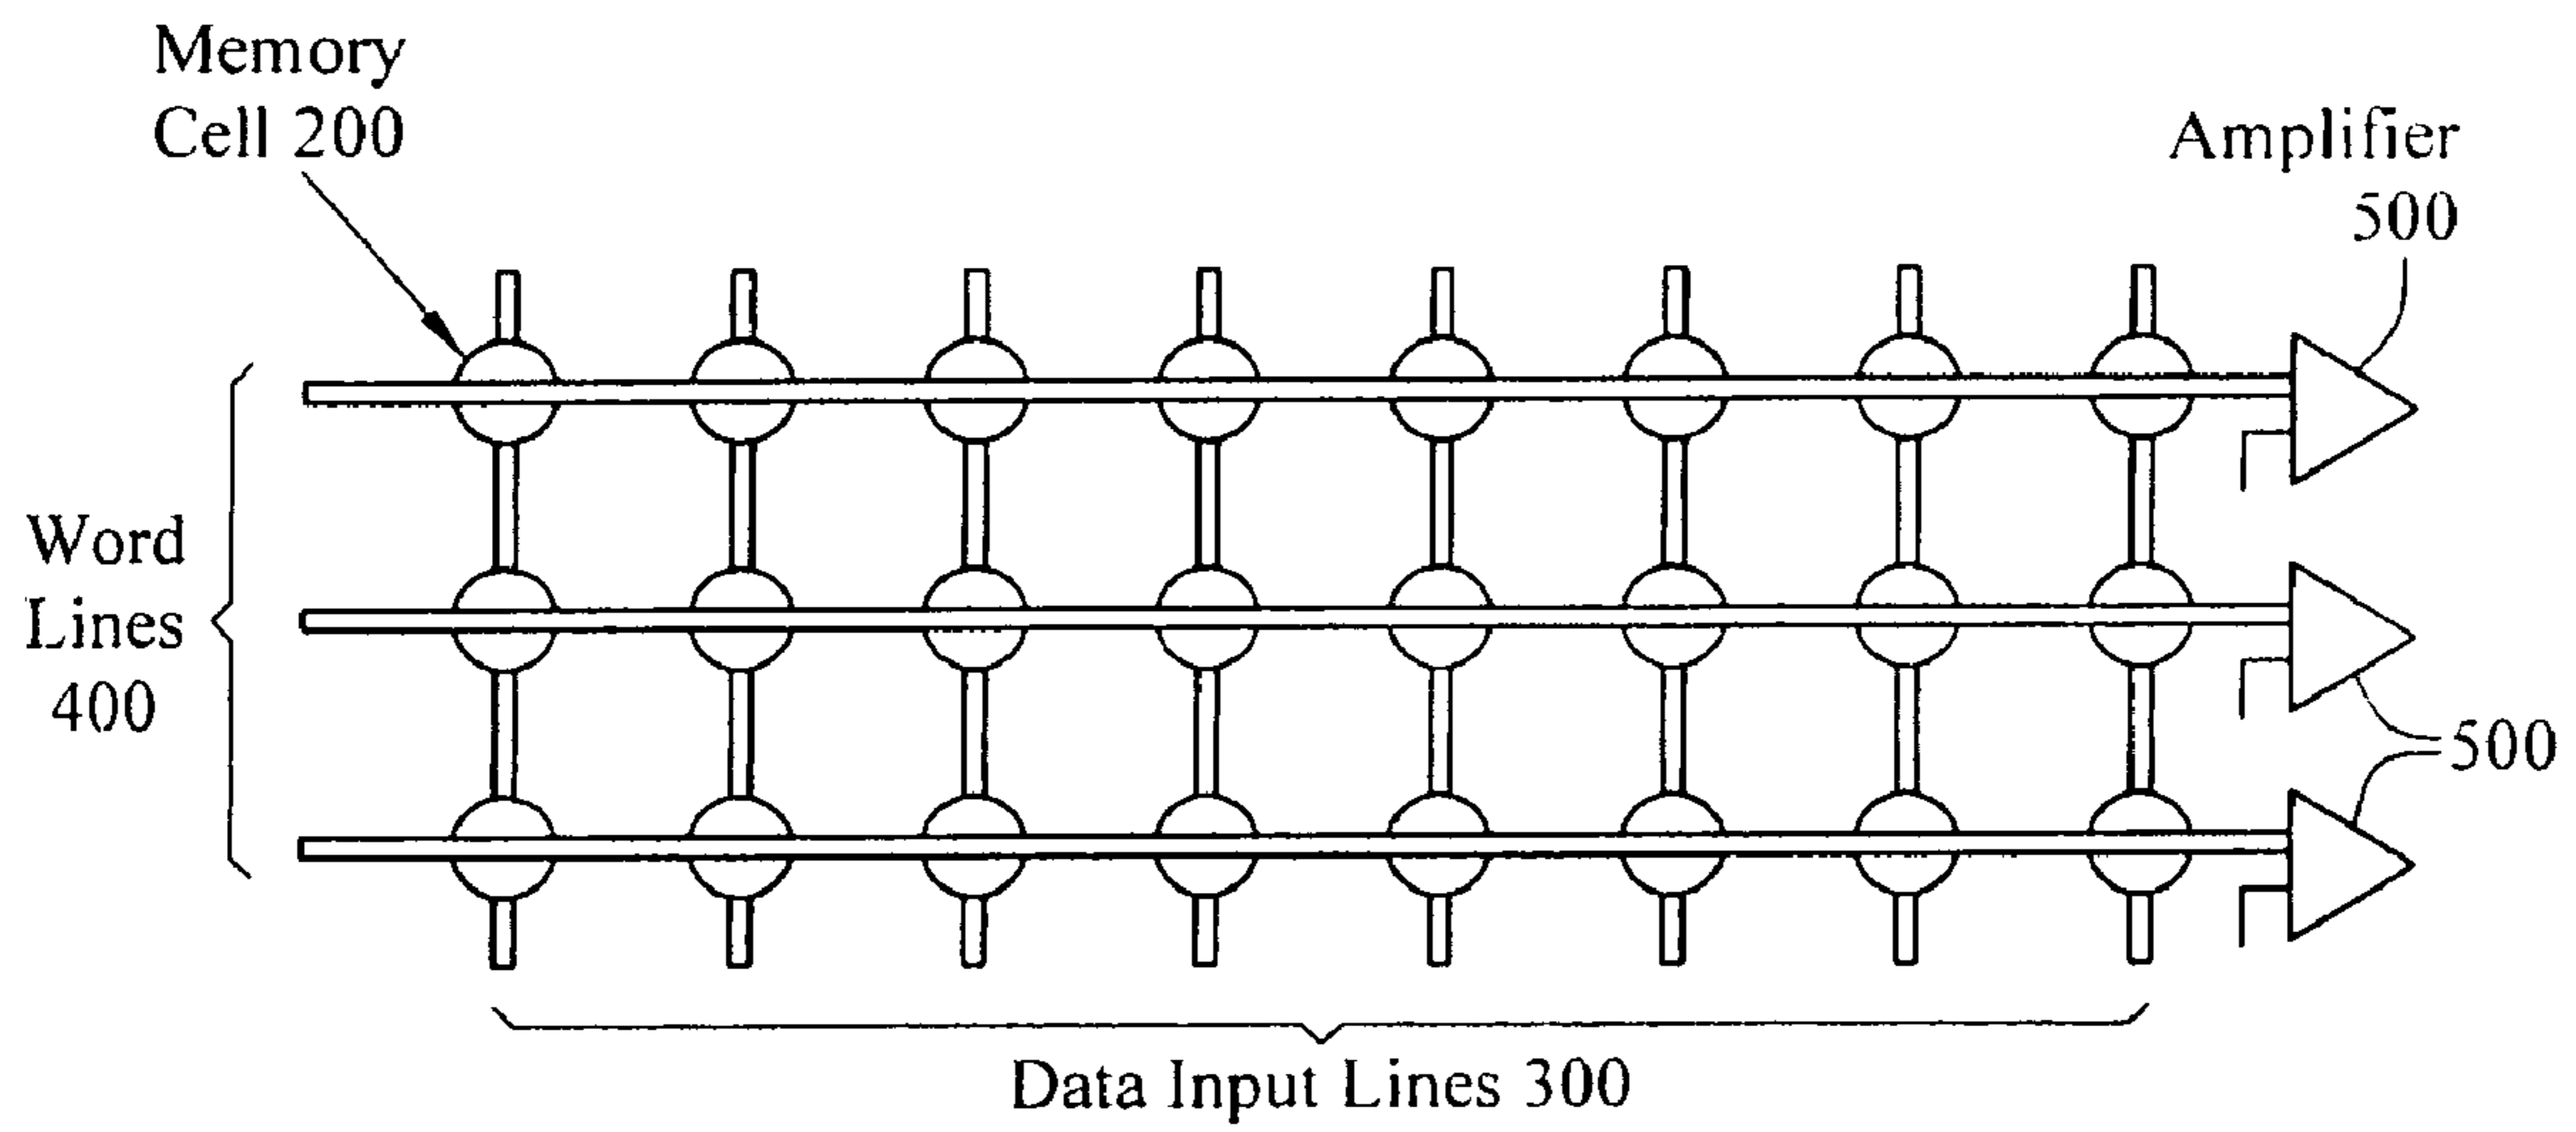 Memory
Cell 200
Amplifier
500
Word
Lines
400
500
Data Input Lines 300